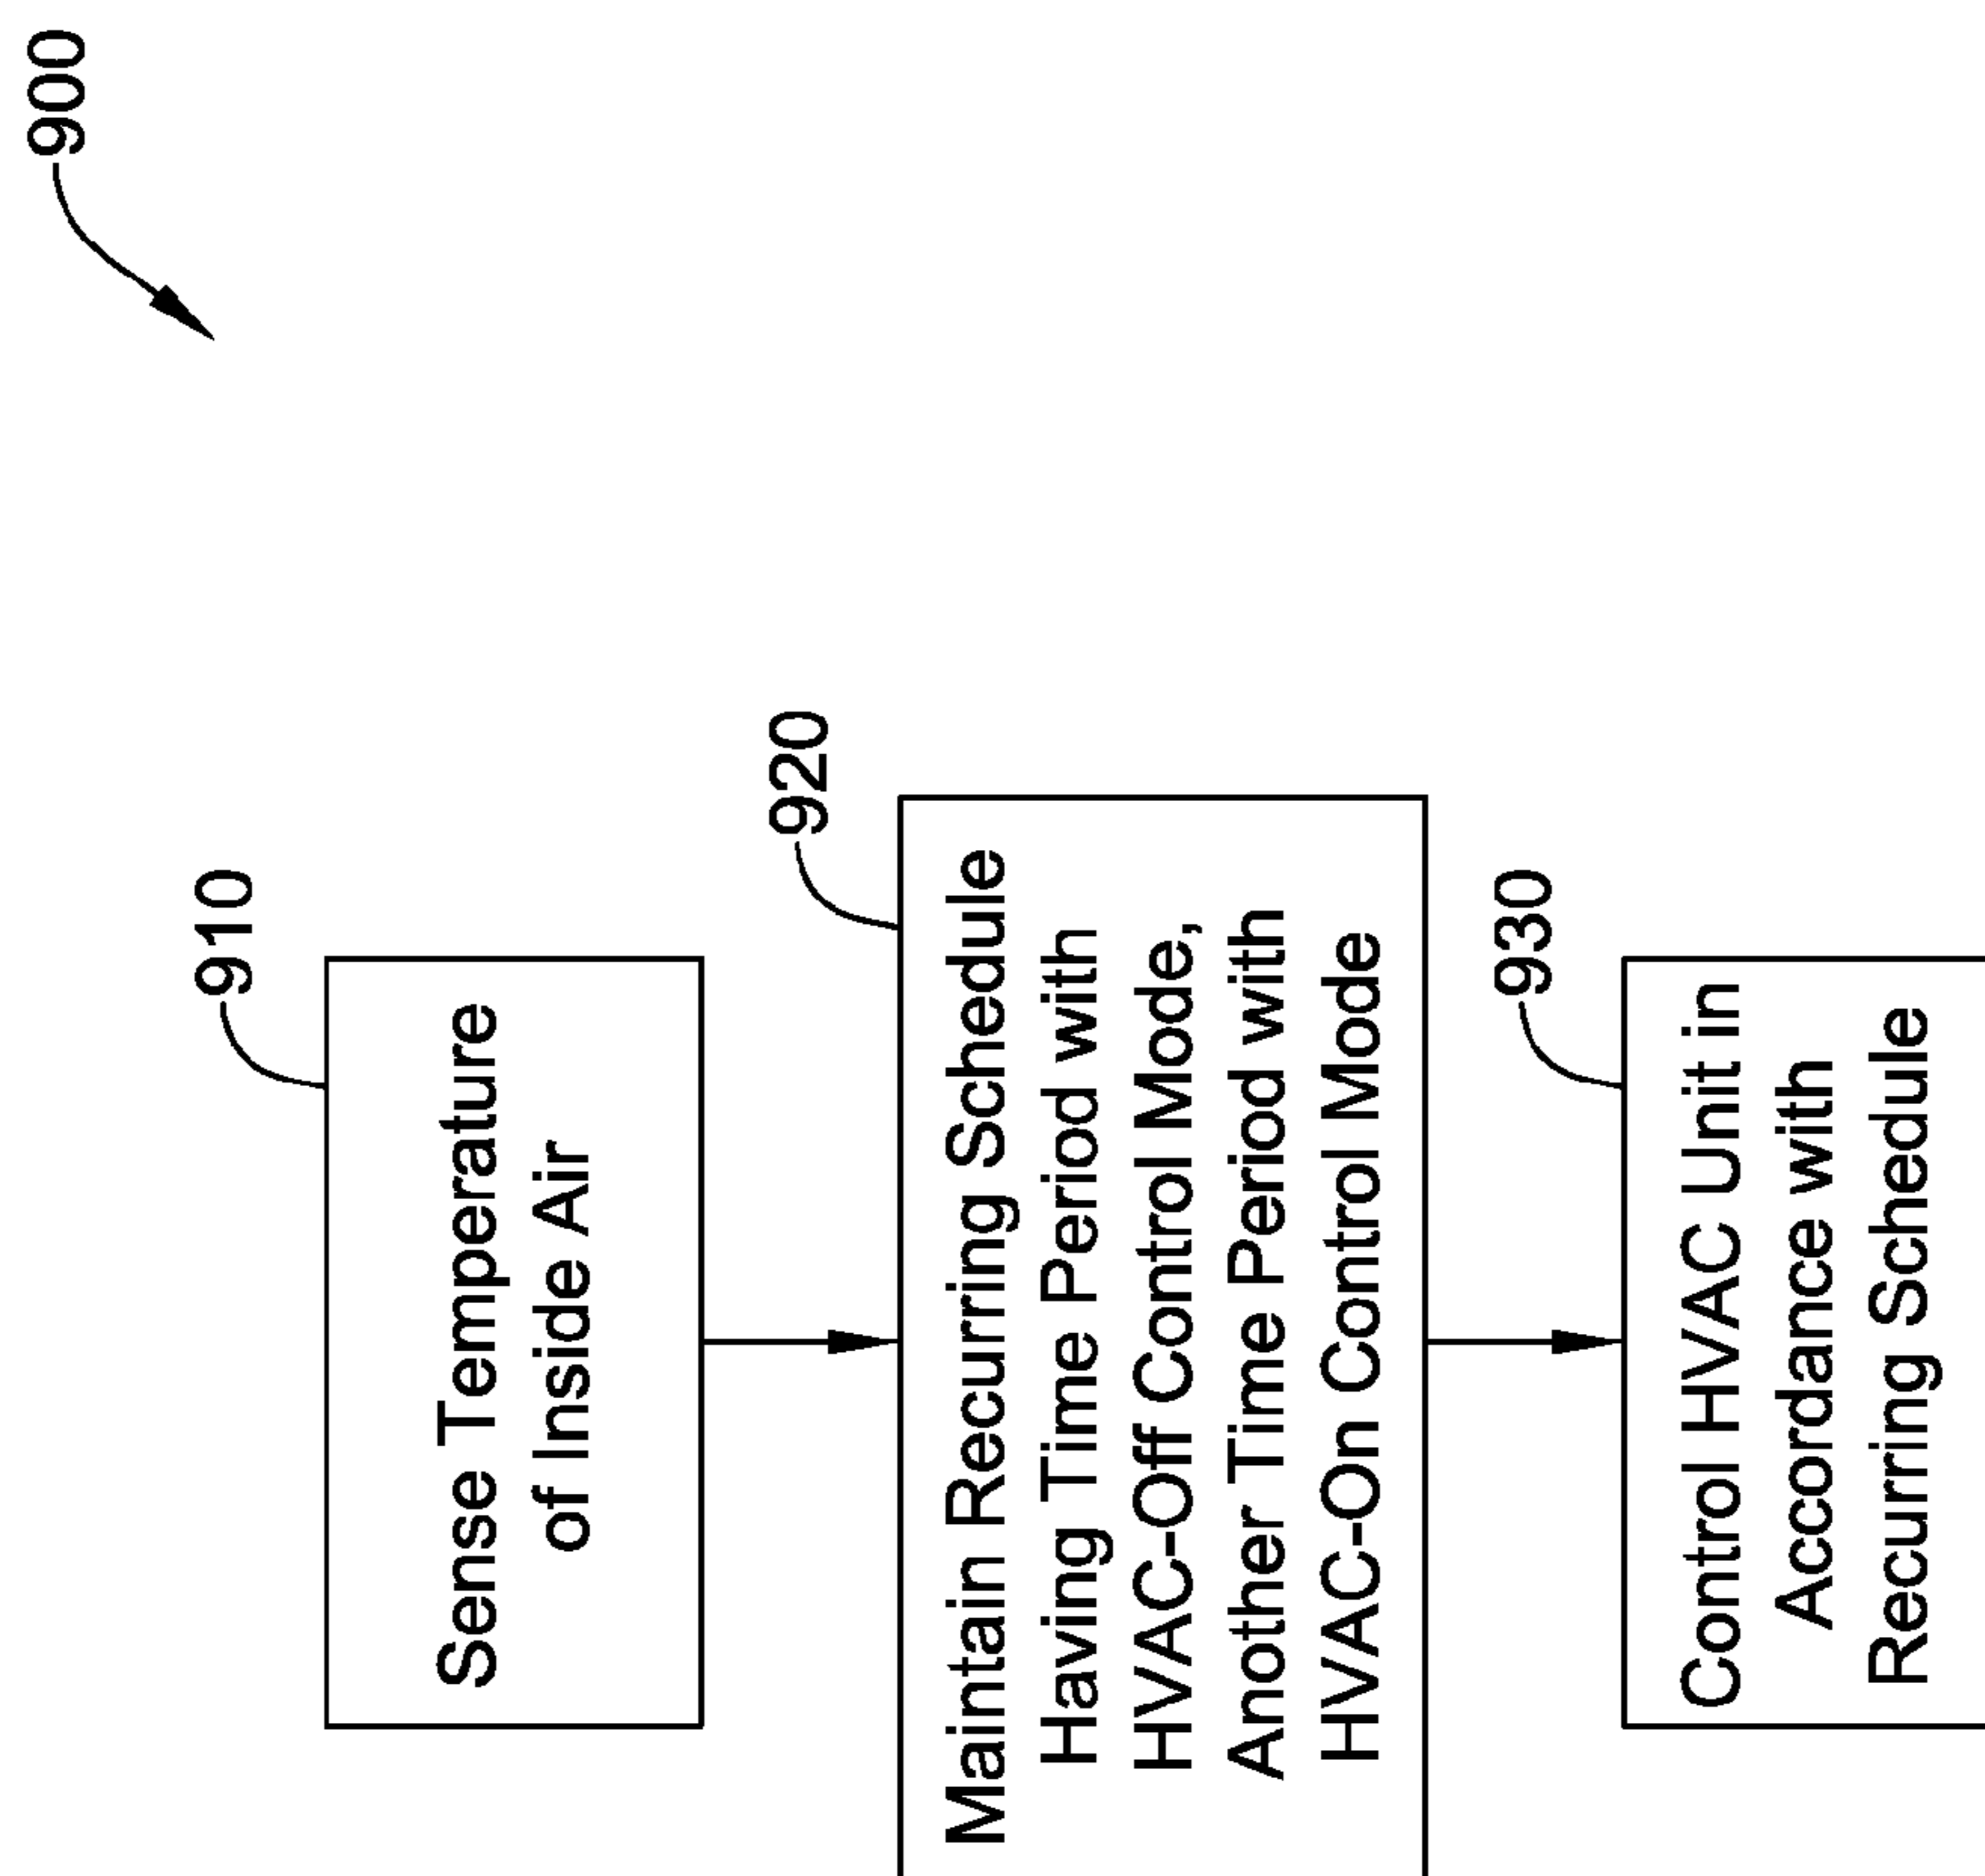 900
910
Sense Temperature
of Inside Air
920
Maintain Recurring Schedule
Having Time Period with
HVAC-Off Control Mode,
Another Time Period with
HVAC-On Control Mode
930
Control HVAC Unit in
Accordance with
Recurring Schedule